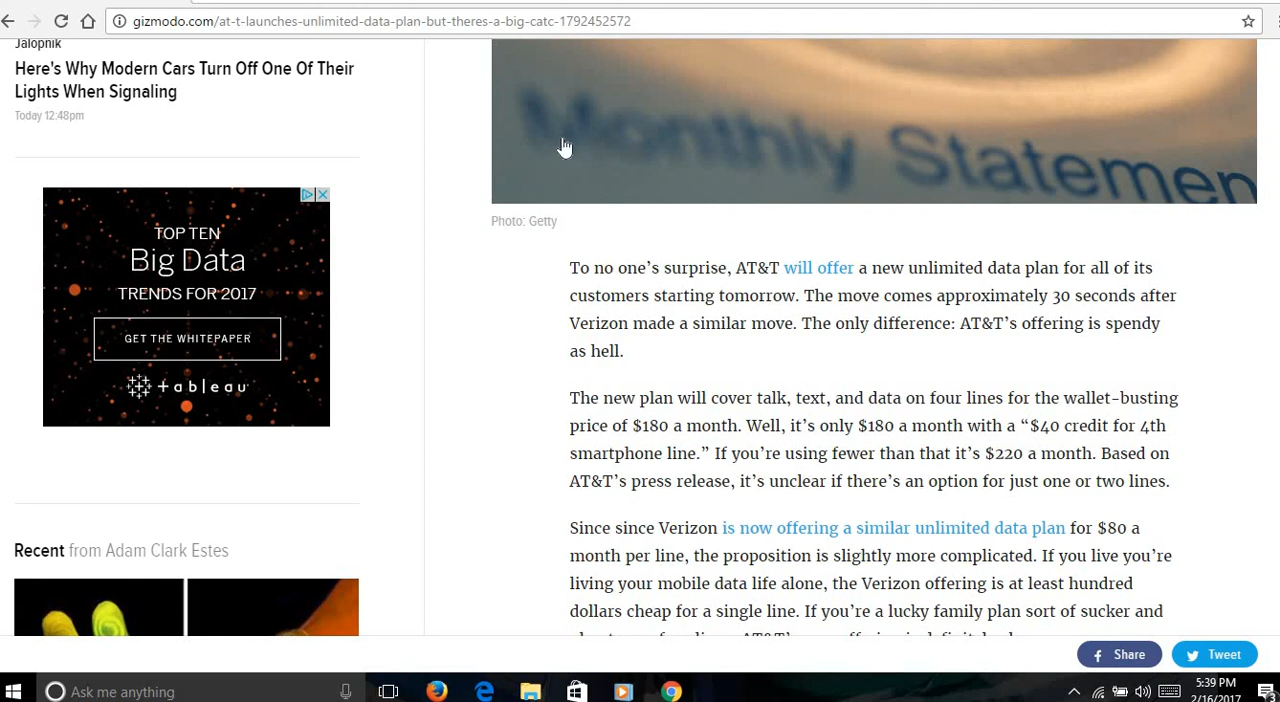 gizmodo.com/at-t-launches-unlimited-data-plan-but-theres-a-big-catc-1792452572
Jalopnik
Here's Why Modern Cars Turn Off One Of Their
Lights When Signaling
Today 12:48pm
TOP TEN
Big Data
TRENDS FOR 2017
GET THE WHITEPAPER
+ableau
Recent from Adam Clark Estes
Monthly Statemen
Photo: Getty
To no one's surprise, AT&T will offer a new unlimited data plan for all of its
customers starting tomorrow. The move comes approximately 30 seconds after
Verizon made a similar move. The only difference: AT&T's offering is spendy
as hell.
The new plan will cover talk, text, and data on four lines for the wallet-busting
price of $180 a month. Well, it's only $180 a month with a “$40 credit for 4th
smartphone line.” If you're using fewer than that it's $220 a month. Based on
AT&T's press release, it's unclear if there's an option for just one or two lines.
Since since Verizon is now offering a similar unlimited data plan for $80 a
month per line, the proposition is slightly more complicated. If you live you're
living your mobile data life alone, the Verizon offering is at least hundred
dollars cheap for a single line. If you're a lucky family plan sort of sucker and
Share
Tweet
Ask me anything
5:39 PM
2/16/2017